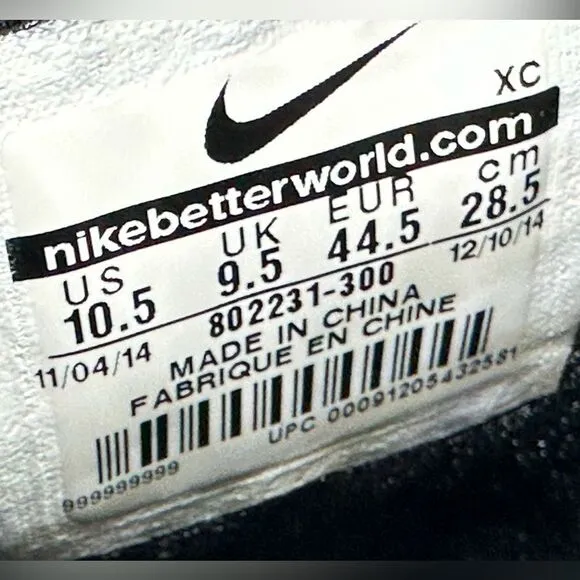 XC
nikebetterworld.com
US UK EUR cm
10.5 9.5 44.5 28.5
11/04/14 802231-300 12/10/14
MADE IN CHINA
FABRIQUE EN CHINE
UPC 00091205432581
999999999